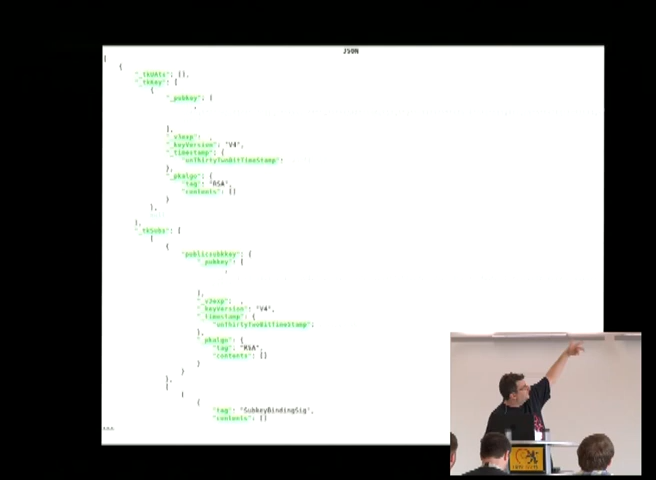 JSON
[
{
"_tkUAts": [],
"_tkKey": [
{
"_pubkey": [
,
],
"_v3exp": ,
"_keyVersion": "V4",
"_timestamp": {
"unThirtyTwoBitTimeStamp":
},
"_pkalgo": {
"tag": "RSA",
"contents": []
}
},
],
"_tkSubs": [
[
{
"publicsubkey": {
"_pubkey": [
,
],
"_v3exp": ,
"_keyVersion": "V4",
"_timestamp": {
"unThirtyTwoBitTimeStamp":
},
"_pkalgo": {
"tag": "RSA",
"contents": []
}
}
},
[
[
{
"tag": "SubkeyBindingSig",
"contents": []